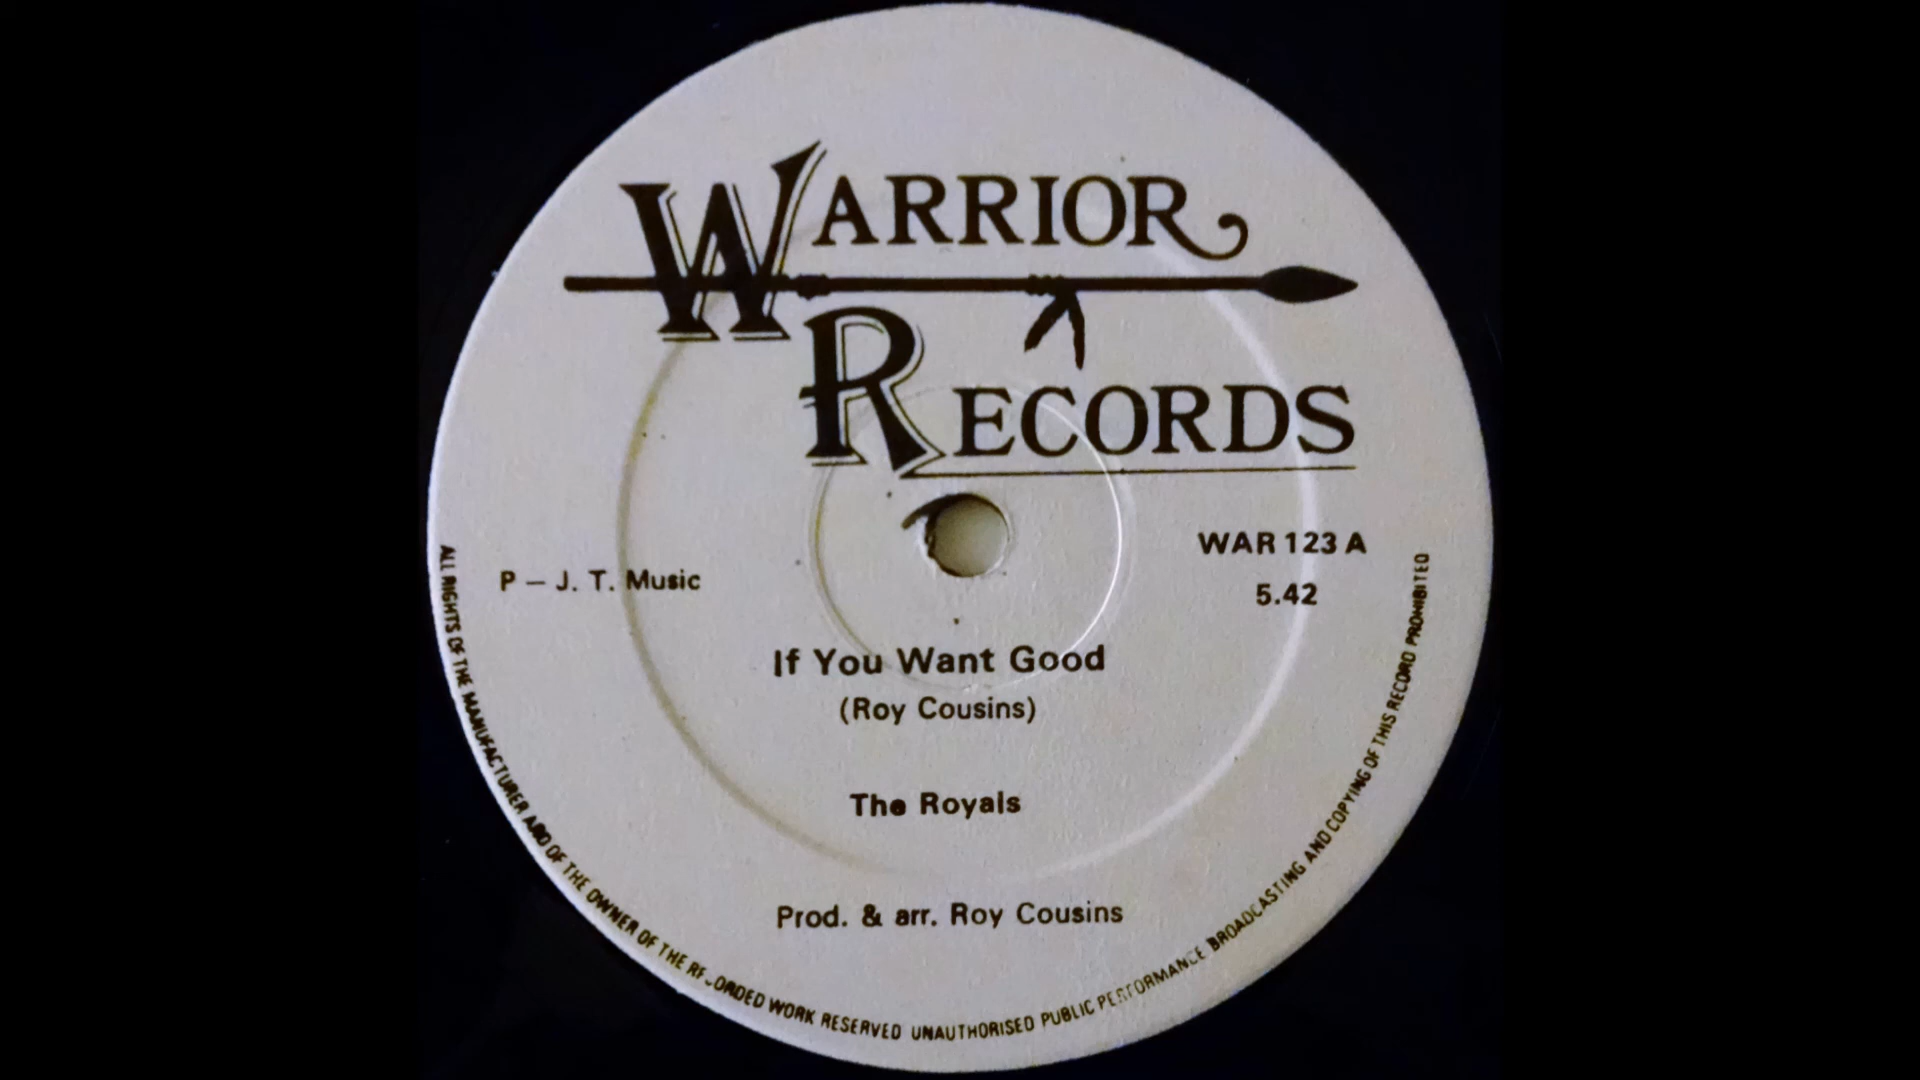 WARRIOR
RECORDS
WAR 123 A
5.42
P – J. T. Music
If You Want Good
(Roy Cousins)
The Royals
Prod. & arr. Roy Cousins
ALL RIGHTS OF THE MANUFACTURER AND OF THE OWNER OF THE RECORDED WORK RESERVED UNAUTHORISED PUBLIC PERFORMANCE BROADCASTING AND COPYING OF THIS RECORD PROHIBITED